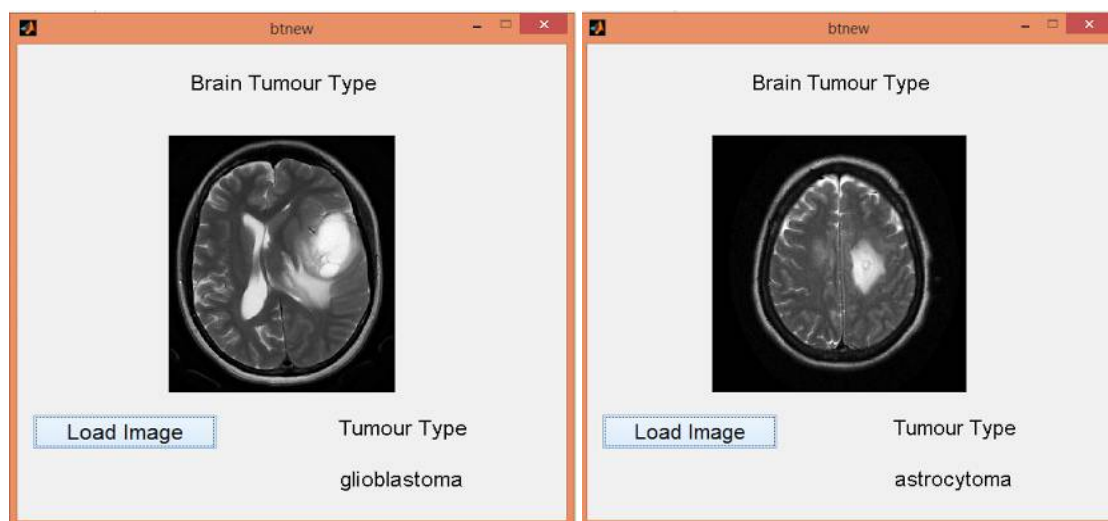 btnew
Brain Tumour Type
Load Image
Tumour Type
glioblastoma
btnew
Brain Tumour Type
Load Image
Tumour Type
astrocytoma